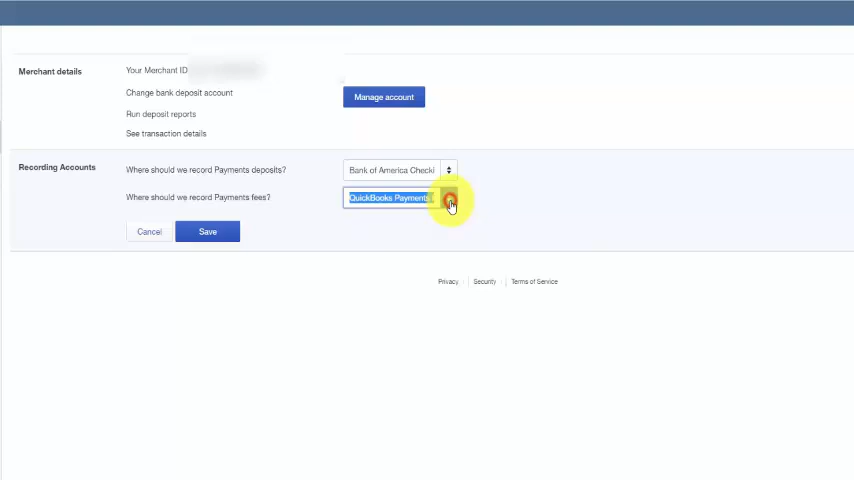 Merchant details
Your Merchant ID
Change bank deposit account
Manage account
Run deposit reports
See transaction details
Recording Accounts
Where should we record Payments deposits?
Bank of America Checki
Where should we record Payments fees?
QuickBooks Payments
Cancel
Save
Privacy
Security
Terms of Service